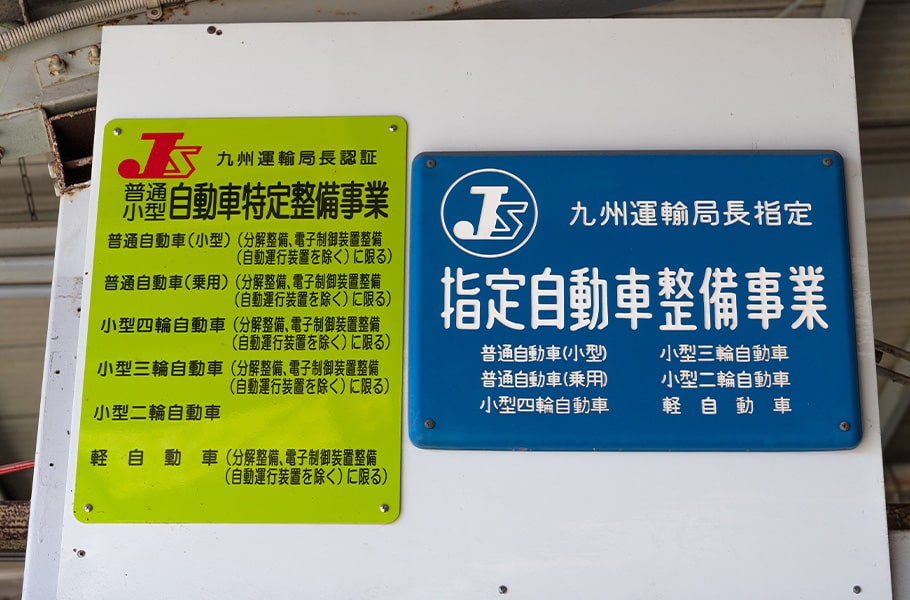 JS 九州運輸局長認証
普通小型 自動車特定整備事業
普通自動車(小型) (分解整備、電子制御装置整備
(自動運行装置を除く)に限る)
普通自動車(乗用) (分解整備、電子制御装置整備
(自動運行装置を除く)に限る)
小型四輪自動車 (分解整備、電子制御装置整備
(自動運行装置を除く)に限る)
小型三輪自動車 (分解整備、電子制御装置整備
(自動運行装置を除く)に限る)
小型二輪自動車
軽自動車 (分解整備、電子制御装置整備
(自動運行装置を除く)に限る)
JS 九州運輸局長指定
指定自動車整備事業
普通自動車(小型) 小型三輪自動車
普通自動車(乗用) 小型二輪自動車
小型四輪自動車 軽自動車